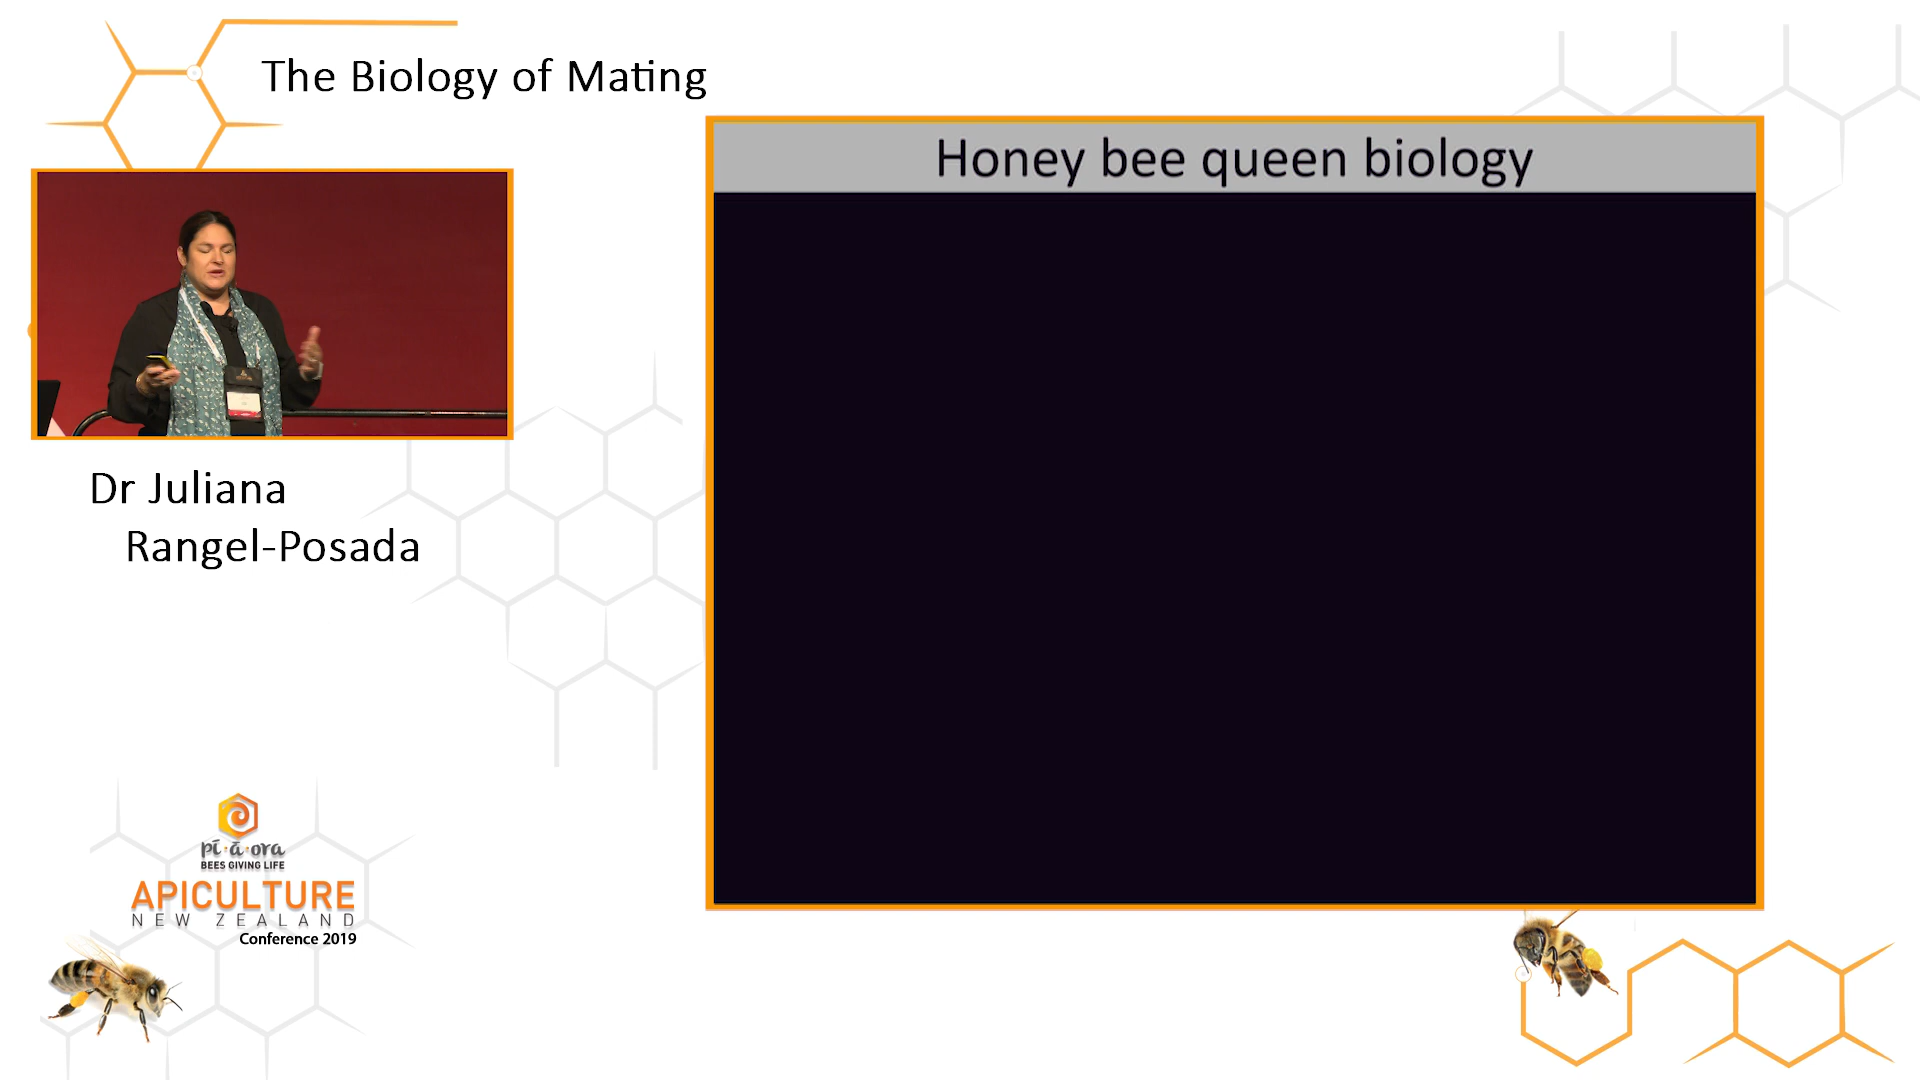 The Biology of Mating
Honey bee queen biology
Dr Juliana
Rangel-Posada
pī·ā·ora
BEES GIVING LIFE
APICULTURE
NEW ZEALAND
Conference 2019